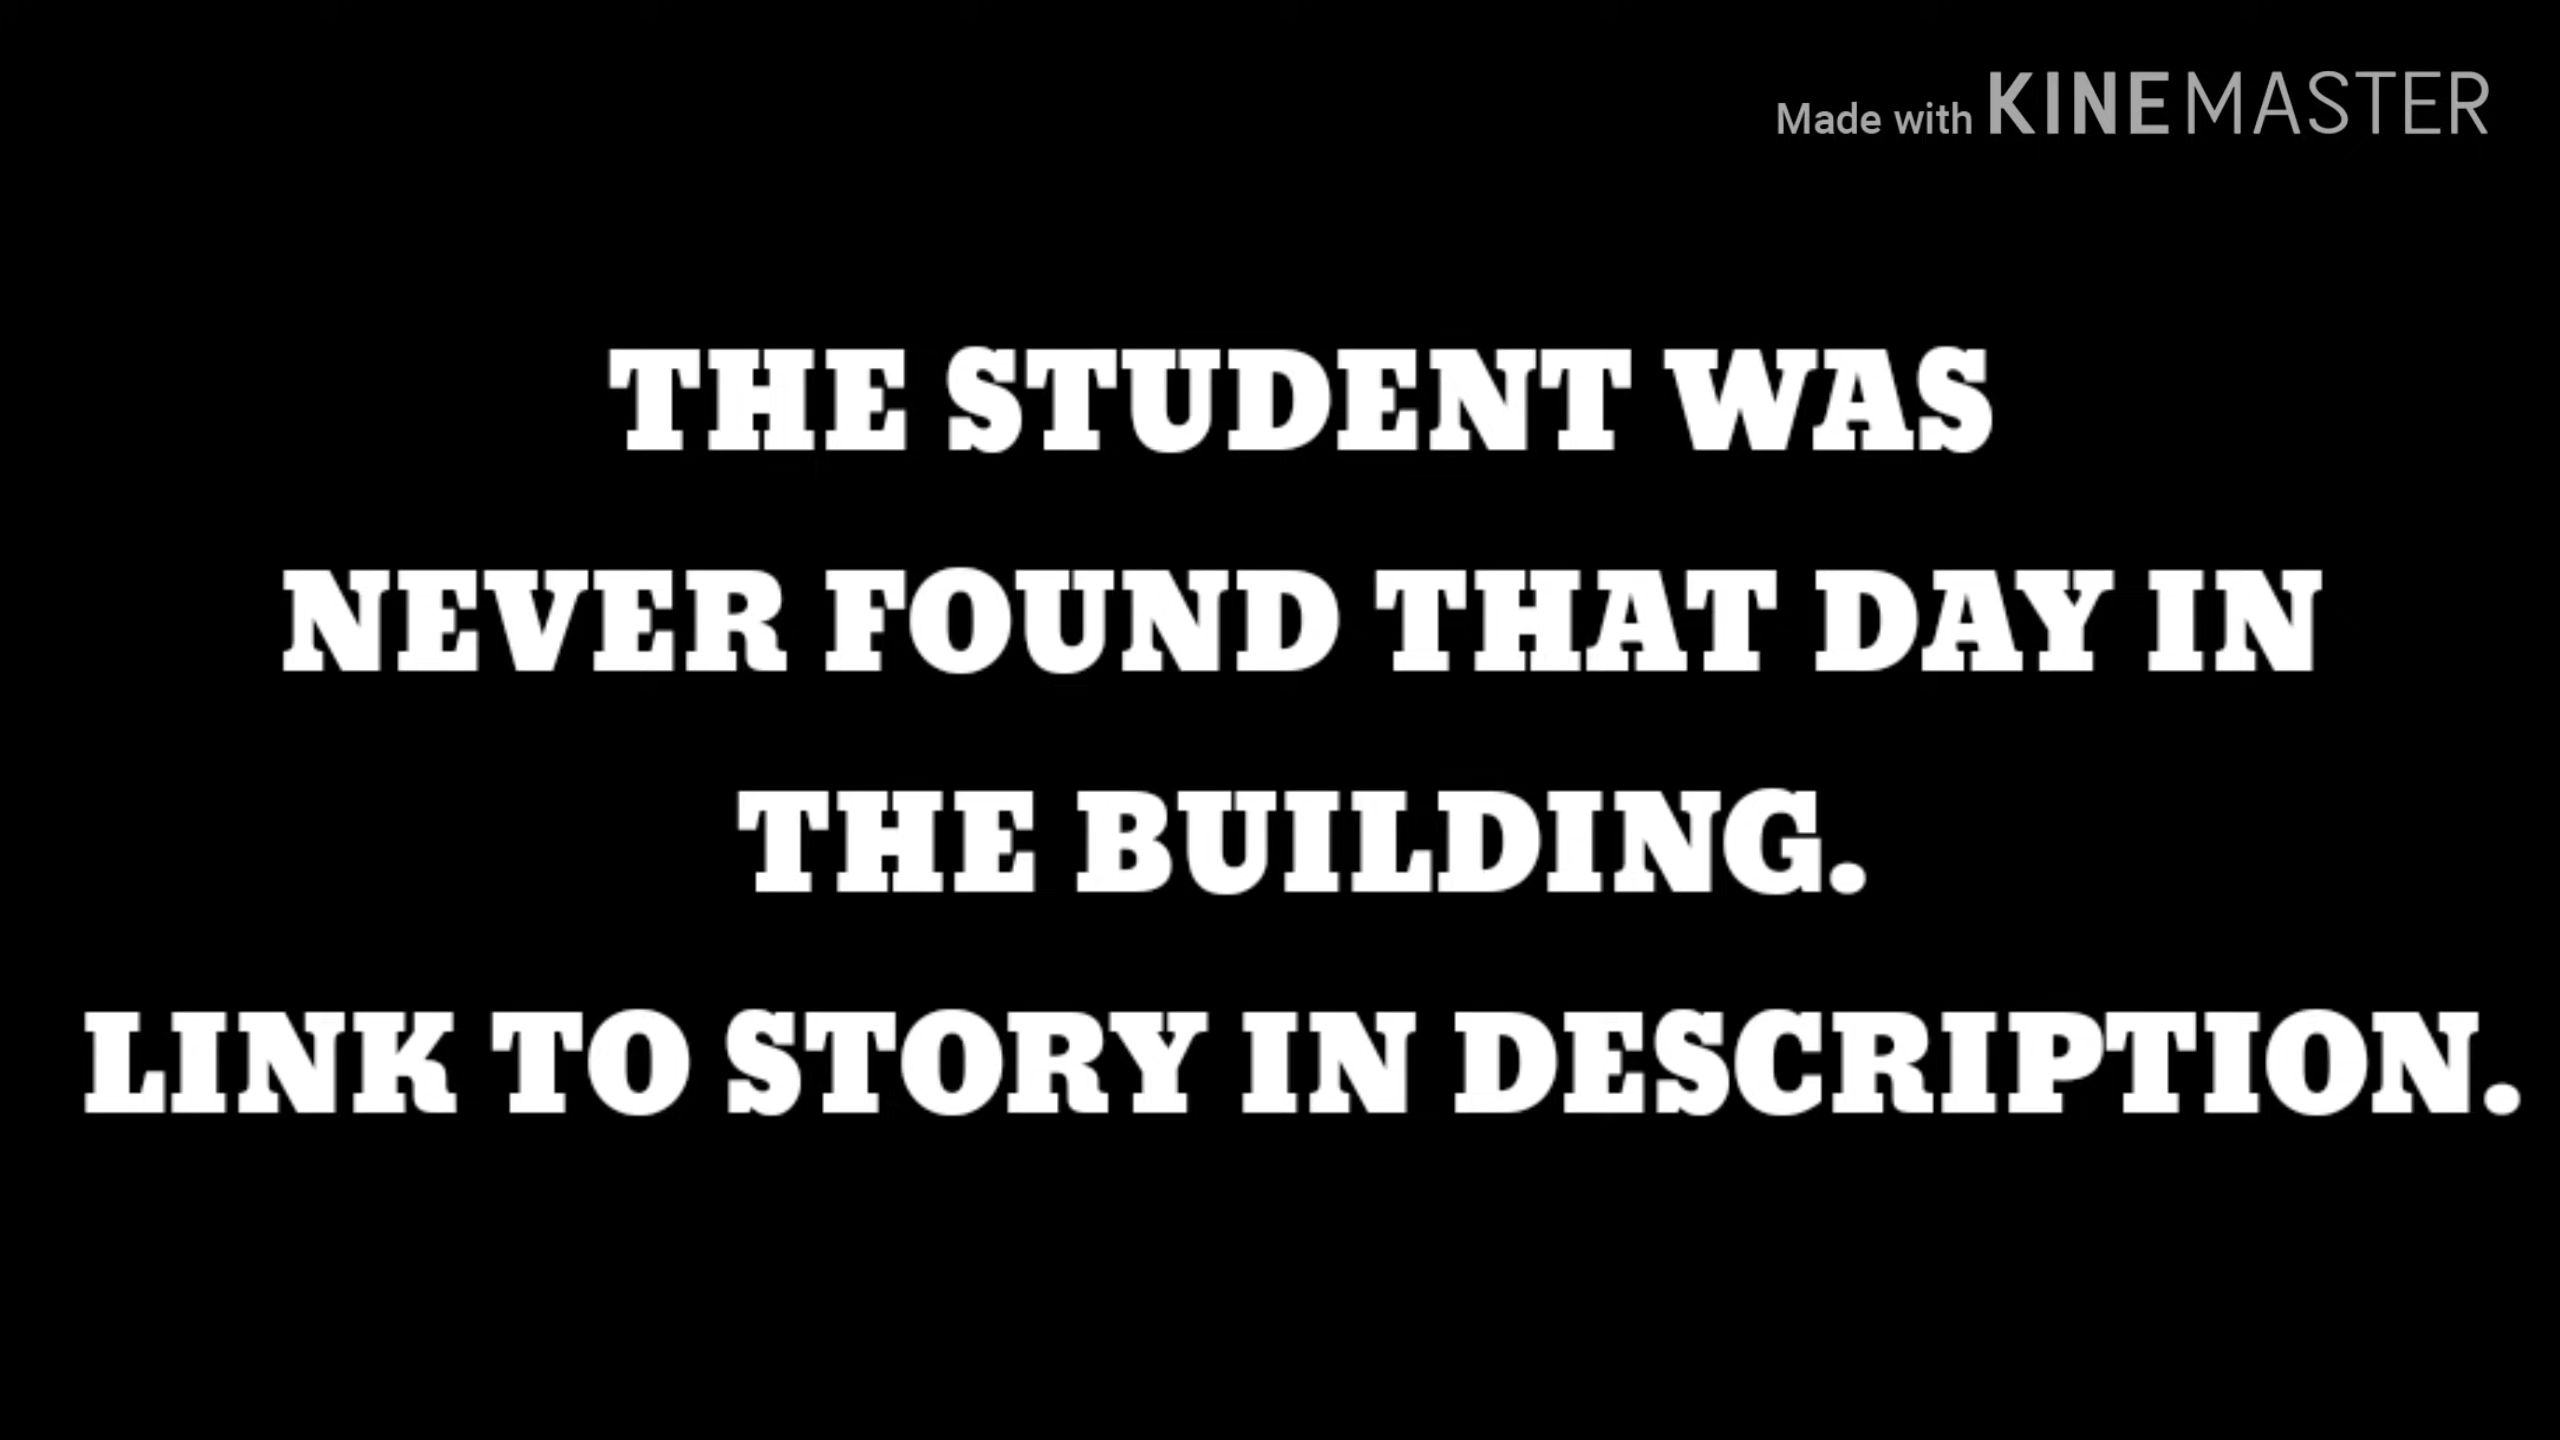 Made with KINEMASTER
THE STUDENT WAS
NEVER FOUND THAT DAY IN
THE BUILDING.
LINK TO STORY IN DESCRIPTION.